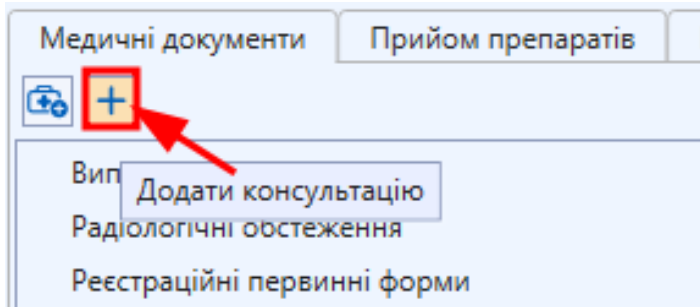 Медичні документи
Прийом препаратів
Додати консультацію
Радіологічні обстеження
Реєстраційні первинні форми